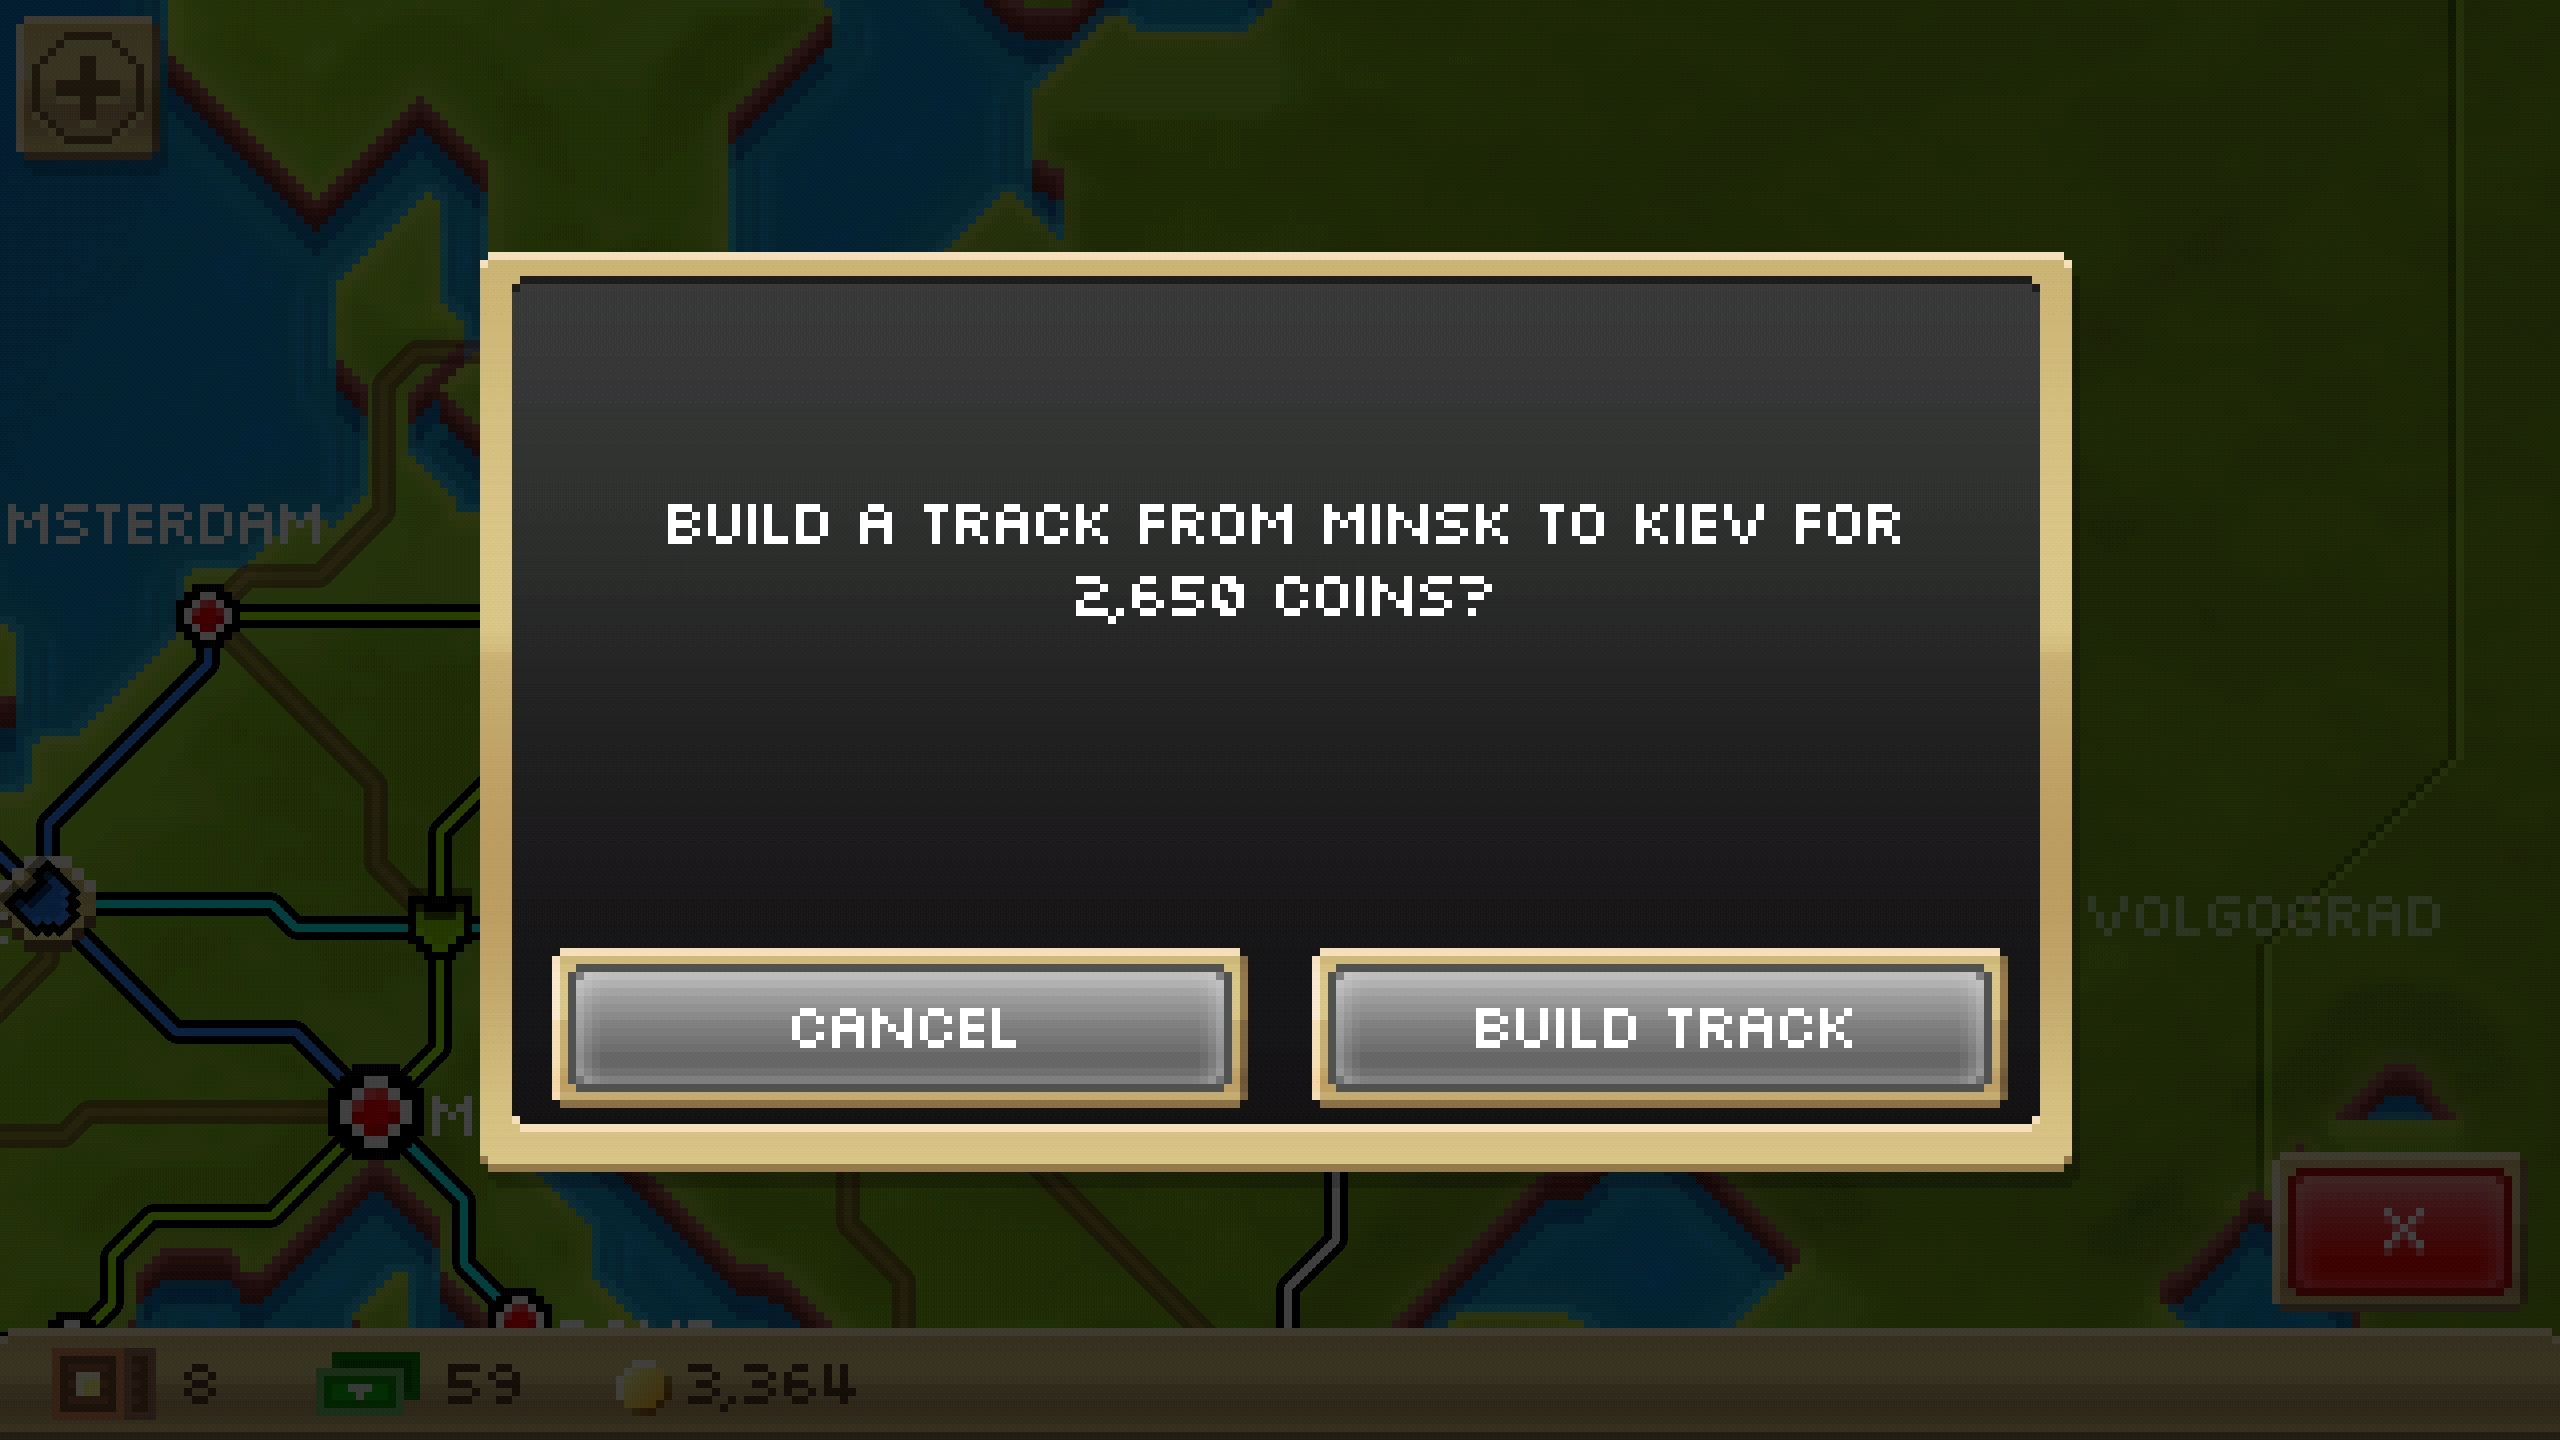 MSTERDAM
BUILD A TRACK FROM MINSK TO KIEV FOR
2,650 COINS?
VOLGOGRAD
CANCEL
BUILD TRACK
M
X
8
59
3,364